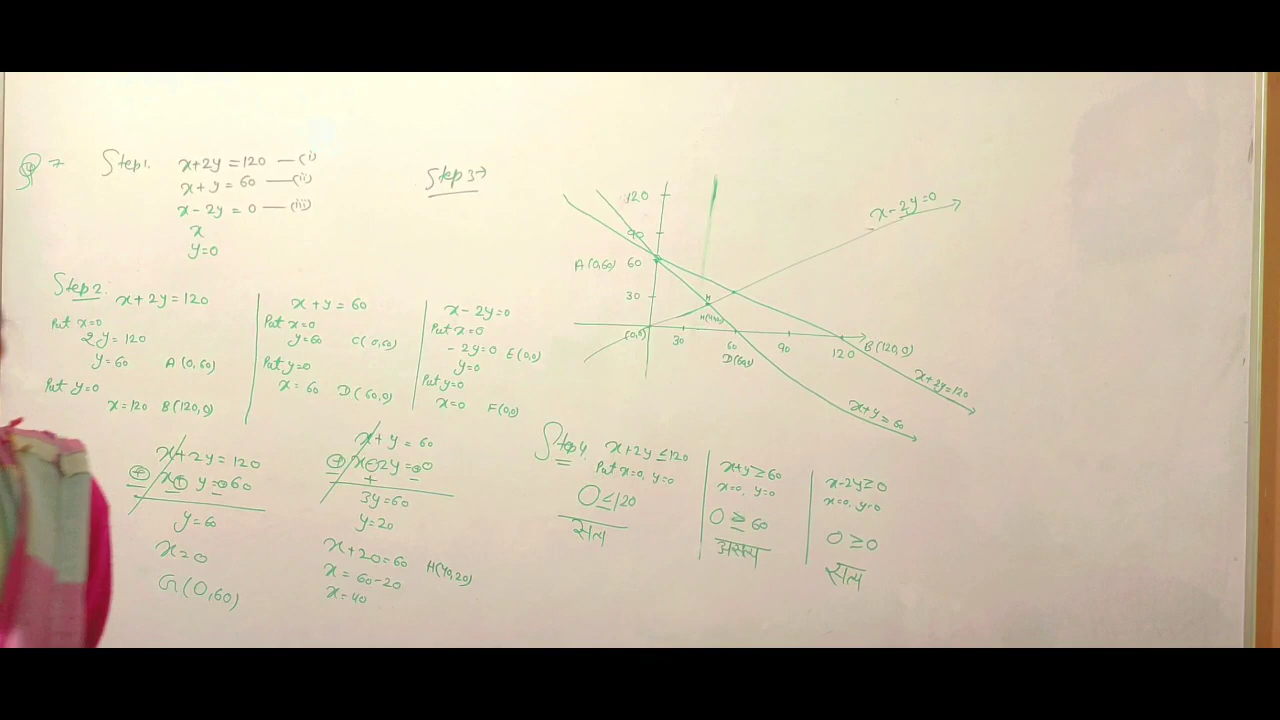 Q 7 Step1. x+2y = 120 —(i)
x+y = 60 —(ii)
x-2y = 0 —(iii)
x
y=0
Step 2.
x+2y=120
Put x=0
2y=120
y=60 A(0,60)
Put y=0
x=120 B(120,0)
x+y=60
Put x=0
y=60 C(0,60)
Put y=0
x=60 D(60,0)
x-2y=0
Put x=0
-2y=0 E(0,0)
y=0
Put y=0
x=0 F(0,0)
x+2y=120
x+y=60
y=60
x=0
G(0,60)
x+y=60
x-2y=0
+
3y=60
y=20
x+20=60 H(40,20)
x=60-20
x=40
Step 3→
120
90
A(0,60) 60
30
(0,0) 30 60 90 120 B(120,0)
H
D(60,0)
x-2y=0
x+2y=120
x+y=60
Step 4. x+2y≤120
Put x=0, y=0
0≤120
सत्य
x+y≥60
x=0, y=0
0≥60
असत्य
x-2y≥0
x=0, y=0
0≥0
सत्य